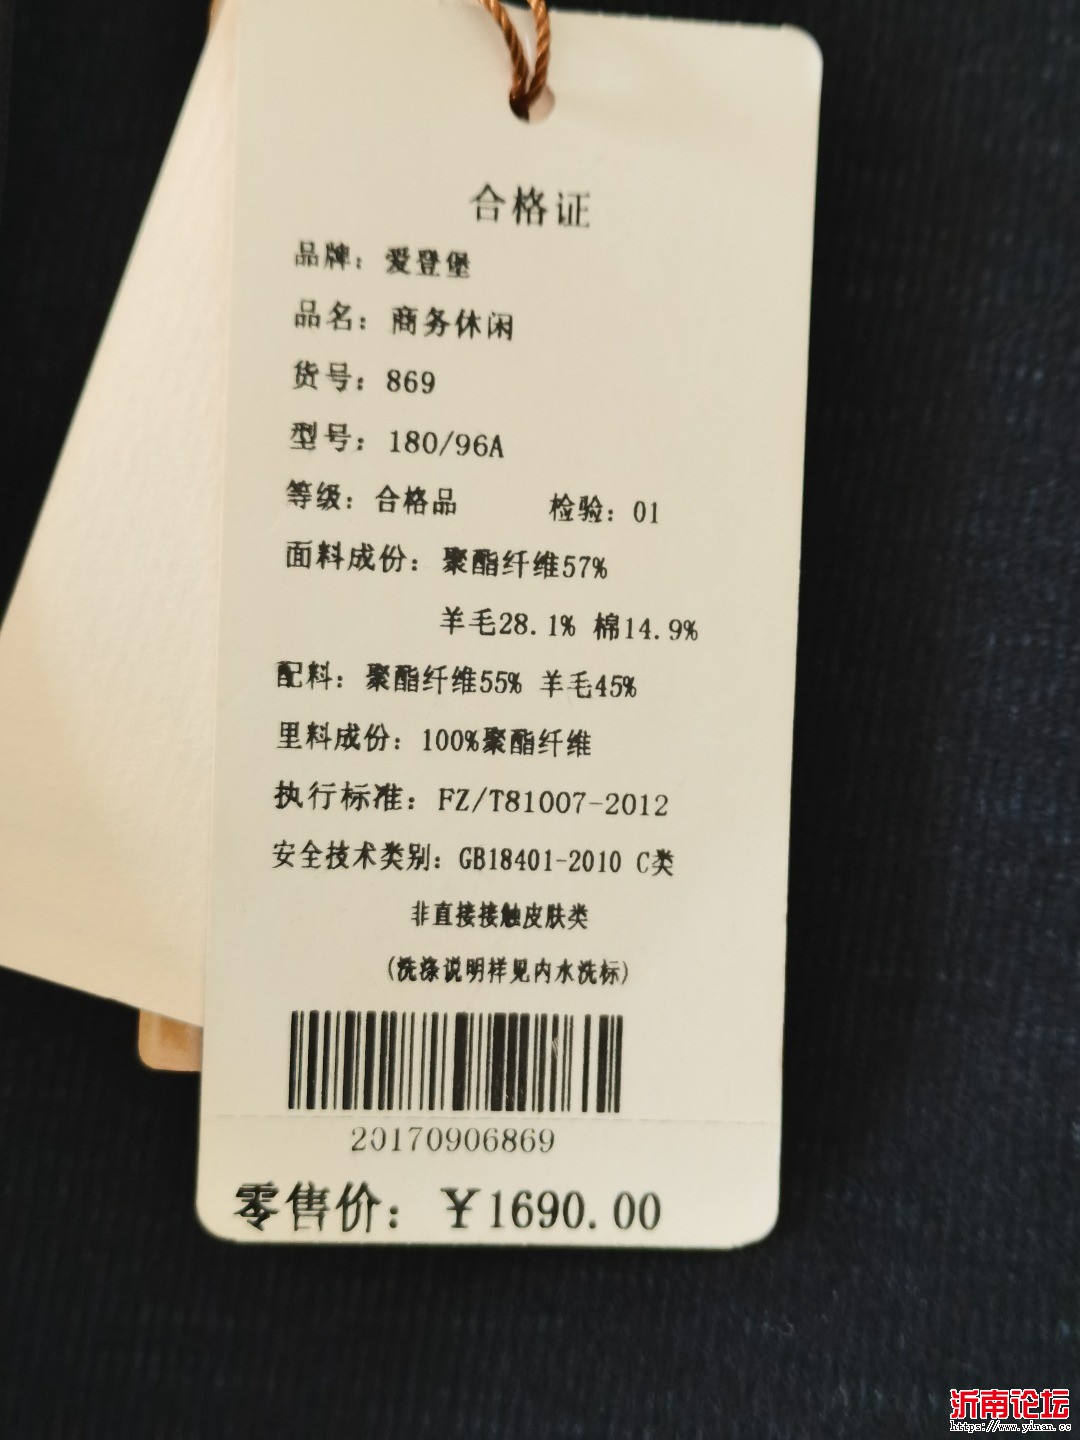 合格证
品牌：爱登堡
品名：商务休闲
货号：869
型号：180/96A
等级：合格品 检验：01
面料成份：聚酯纤维57%
羊毛28.1% 棉14.9%
配料：聚酯纤维55% 羊毛45%
里料成份：100%聚酯纤维
执行标准：FZ/T81007-2012
安全技术类别：GB18401-2010 C类
非直接接触皮肤类
(洗涤说明祥见内水洗标)
20170906869
零售价：￥1690.00
沂南论坛
https://www.yinan.cc